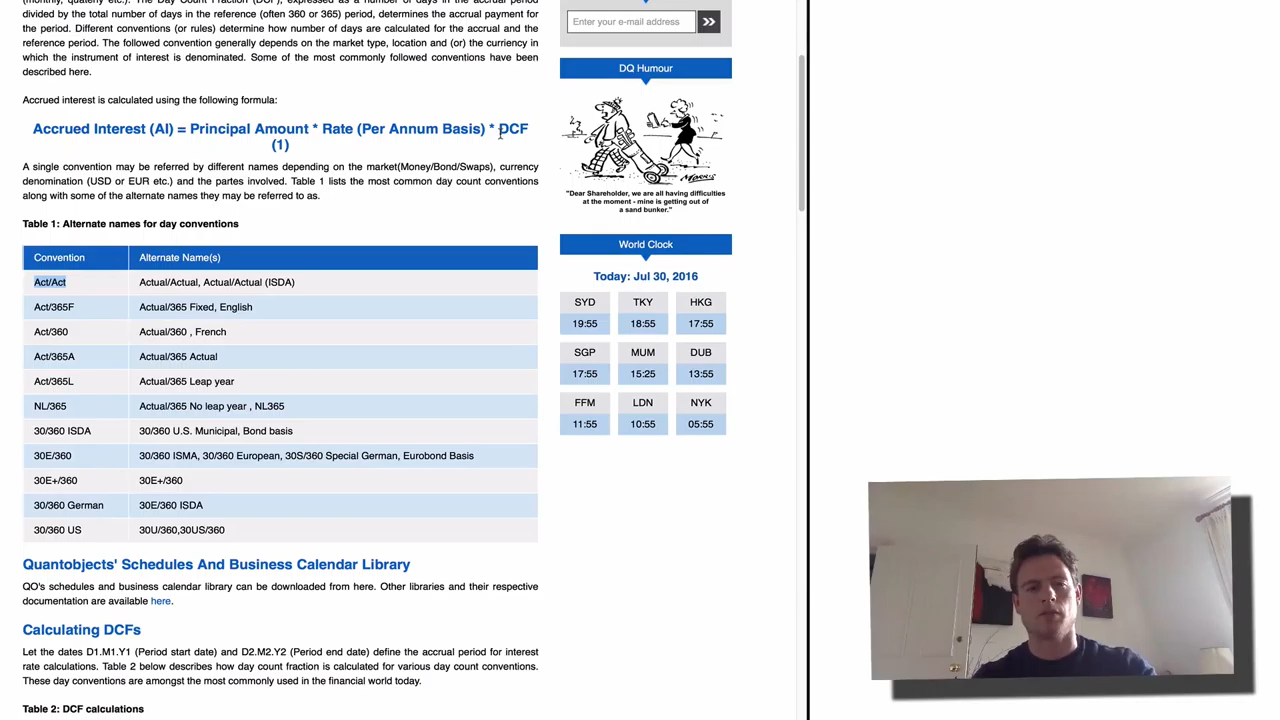 (monthly, quaterly etc.). The Day Count Fraction (DCF), expressed as a number of days in the accrual period
divided by the total number of days in the reference (often 360 or 365) period, determines the accrual payment for
the period. Different conventions (or rules) determine how number of days are calculated for the accrual and the
reference period. The followed convention generally depends on the market type, location and (or) the currency in
which the instrument of interest is denominated. Some of the most commonly followed conventions have been
described here.
Accrued interest is calculated using the following formula:
Accrued Interest (AI) = Principal Amount * Rate (Per Annum Basis) * DCF
(1)
A single convention may be referred by different names depending on the market(Money/Bond/Swaps), currency
denomination (USD or EUR etc.) and the partes involved. Table 1 lists the most common day count conventions
along with some of the alternate names they may be referred to as.
Table 1: Alternate names for day conventions
Convention Alternate Name(s)
Act/Act Actual/Actual, Actual/Actual (ISDA)
Act/365F Actual/365 Fixed, English
Act/360 Actual/360 , French
Act/365A Actual/365 Actual
Act/365L Actual/365 Leap year
NL/365 Actual/365 No leap year , NL365
30/360 ISDA 30/360 U.S. Municipal, Bond basis
30E/360 30/360 ISMA, 30/360 European, 30S/360 Special German, Eurobond Basis
30E+/360 30E+/360
30/360 German 30E/360 ISDA
30/360 US 30U/360,30US/360
Quantobjects' Schedules And Business Calendar Library
QO's schedules and business calendar library can be downloaded from here. Other libraries and their respective
documentation are available here.
Calculating DCFs
Let the dates D1.M1.Y1 (Period start date) and D2.M2.Y2 (Period end date) define the accrual period for interest
rate calculations. Table 2 below describes how day count fraction is calculated for various day count conventions.
These day conventions are amongst the most commonly used in the financial world today.
Table 2: DCF calculations
Enter your e-mail address
DQ Humour
Morris
"Dear Shareholder, we are all having difficulties
at the moment - mine is getting out of
a sand bunker."
World Clock
Today: Jul 30, 2016
SYD TKY HKG
19:55 18:55 17:55
SGP MUM DUB
17:55 15:25 13:55
FFM LDN NYK
11:55 10:55 05:55